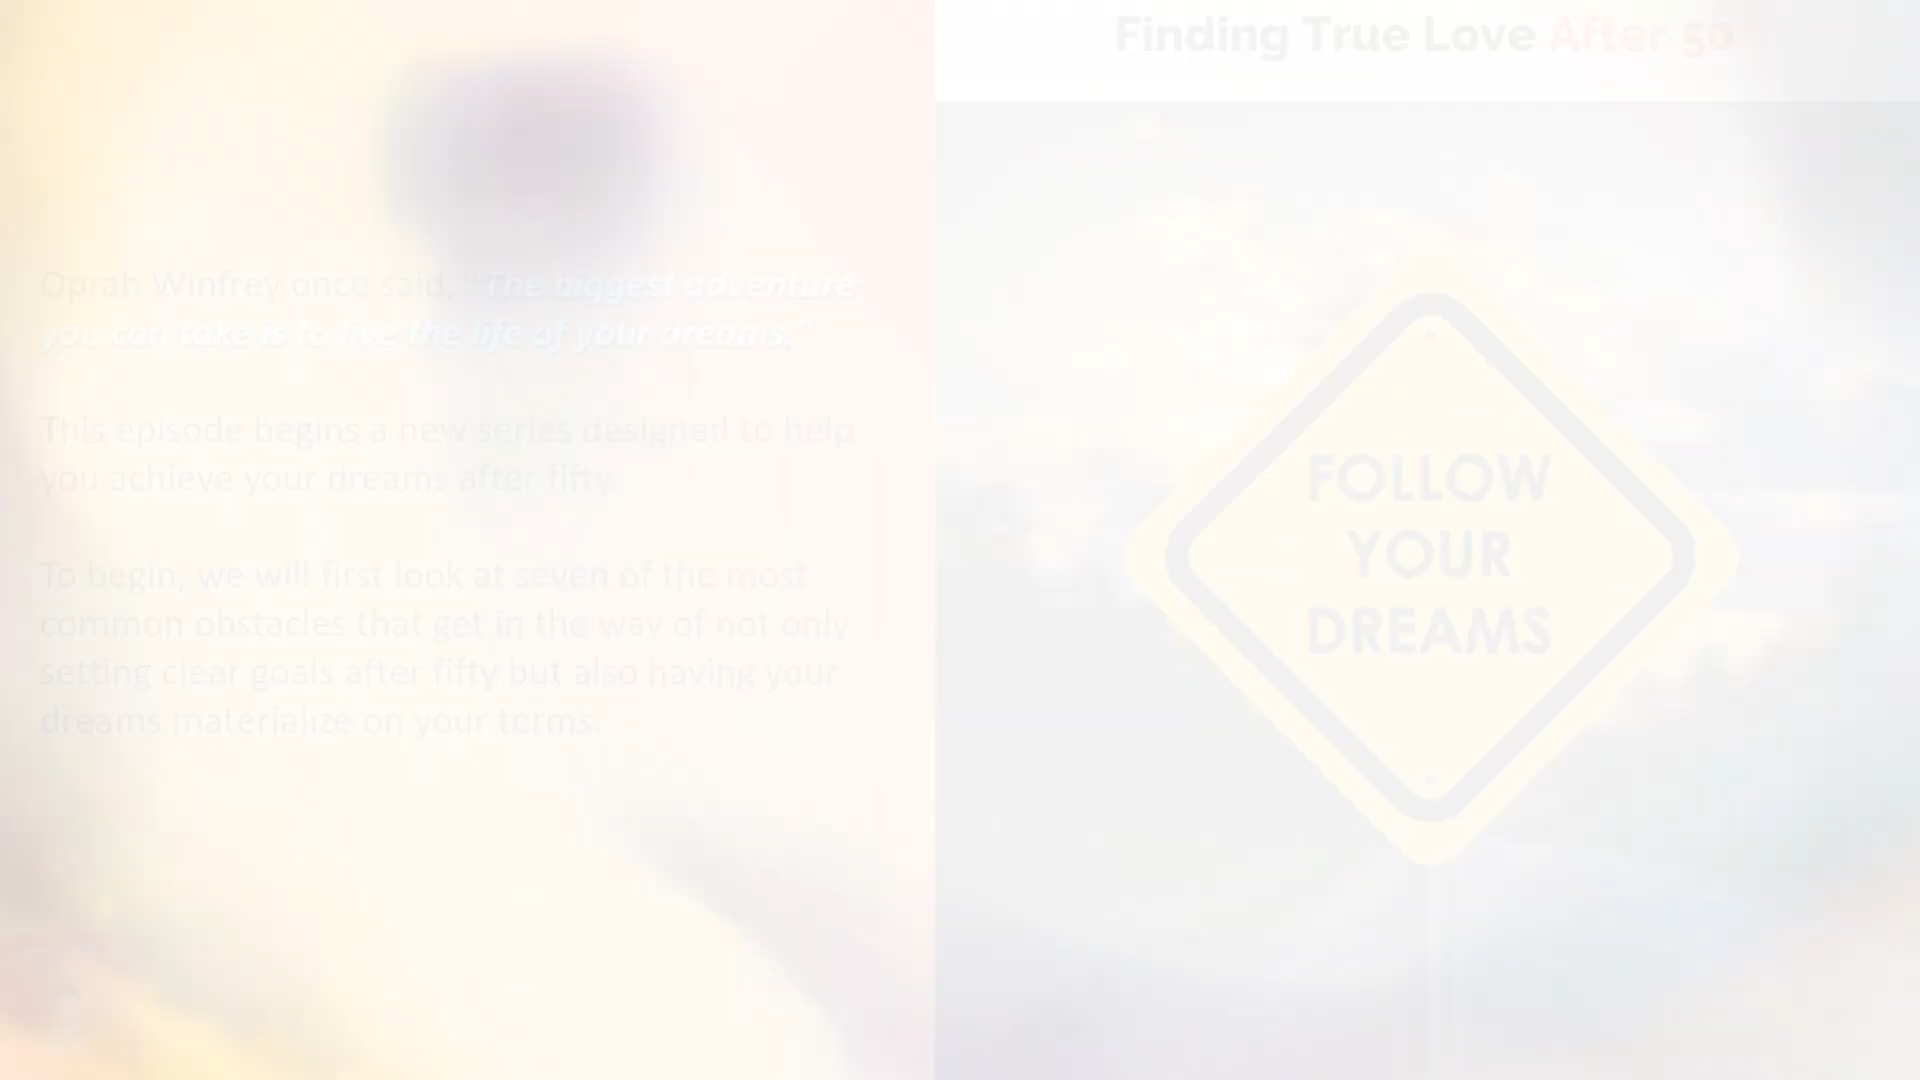 Finding True Love After 50
Oprah Winfrey once said, "The biggest adventure
you can take is to live the life of your dreams."
This episode begins a new series designed to help
you achieve your dreams after fifty.
To begin, we will first look at seven of the most
common obstacles that get in the way of not only
setting clear goals after fifty but also having your
dreams materialize on your terms.
FOLLOW
YOUR
DREAMS